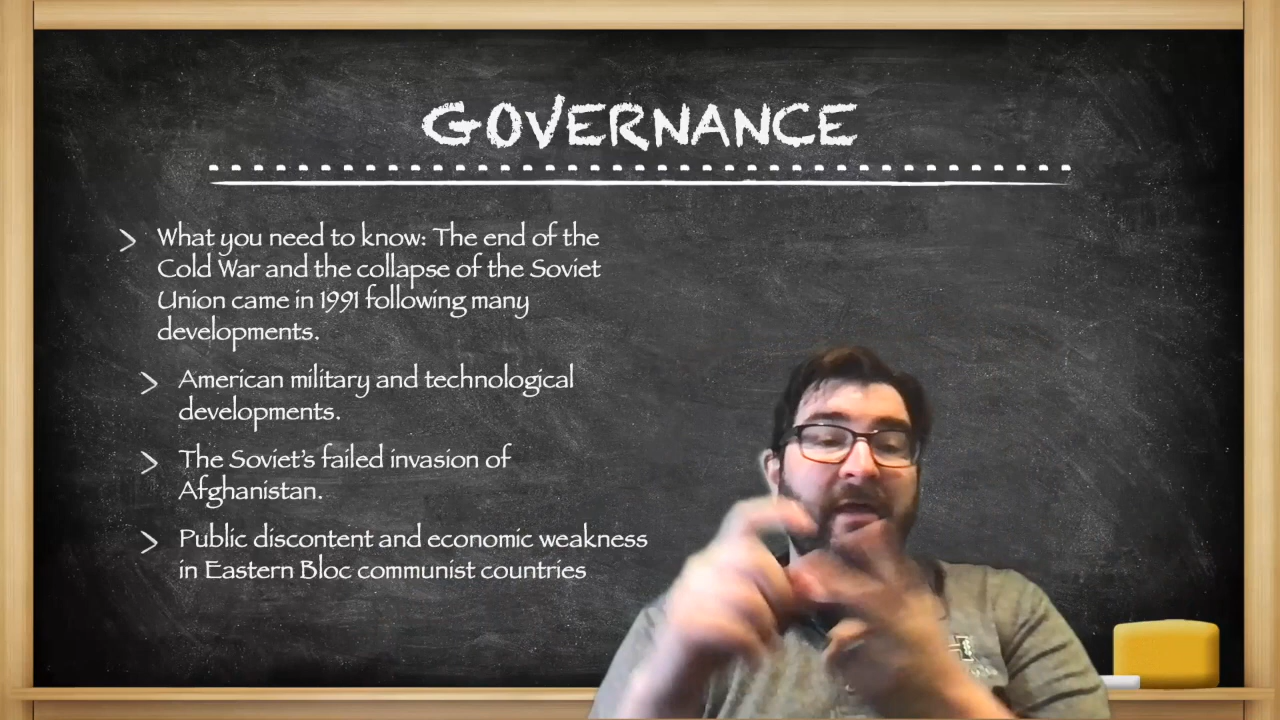 GOVERNANCE
What you need to know: The end of the
Cold War and the collapse of the Soviet
Union came in 1991 following many
developments.
American military and technological
developments.
The Soviet's failed invasion of
Afghanistan.
Public discontent and economic weakness
in Eastern Bloc communist countries